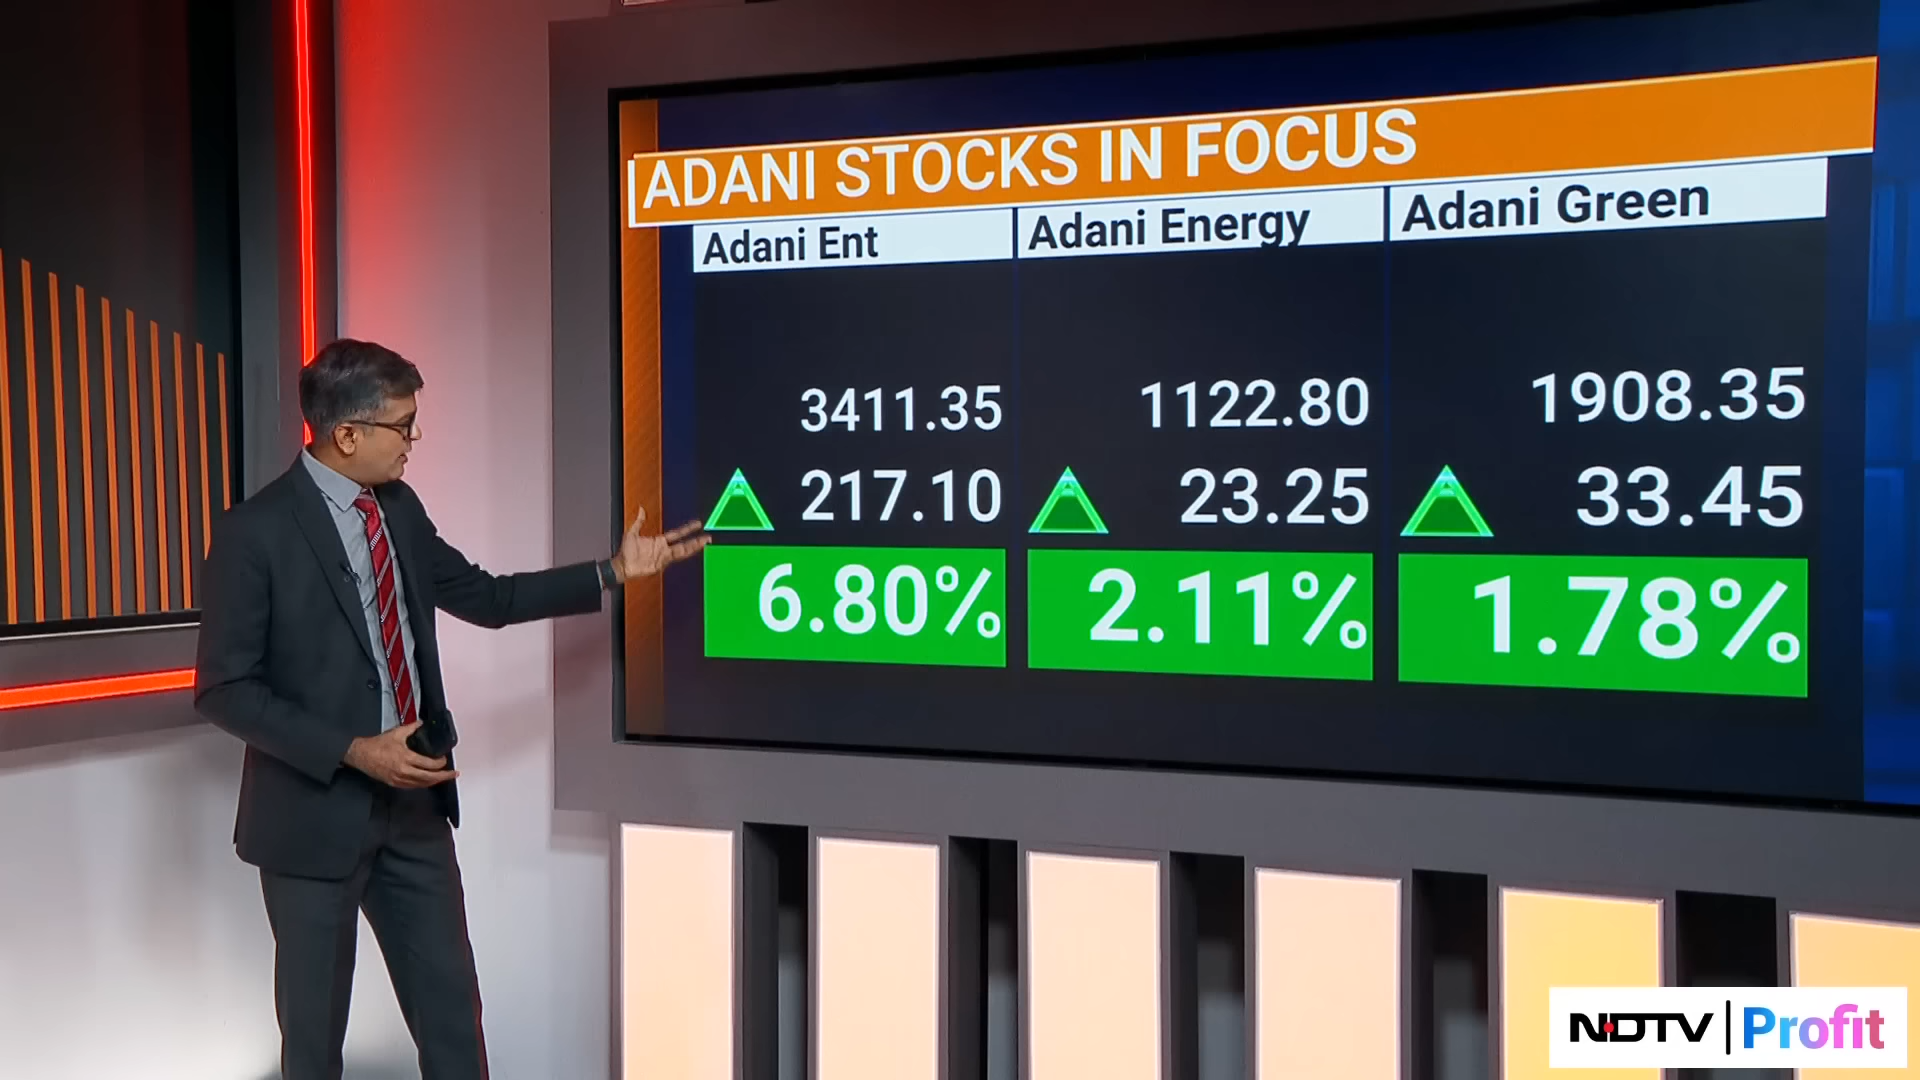 ADANI STOCKS IN FOCUS
Adani Ent
Adani Energy
Adani Green
3411.35
1122.80
1908.35
217.10
23.25
33.45
6.80%
2.11%
1.78%
NDTV Profit